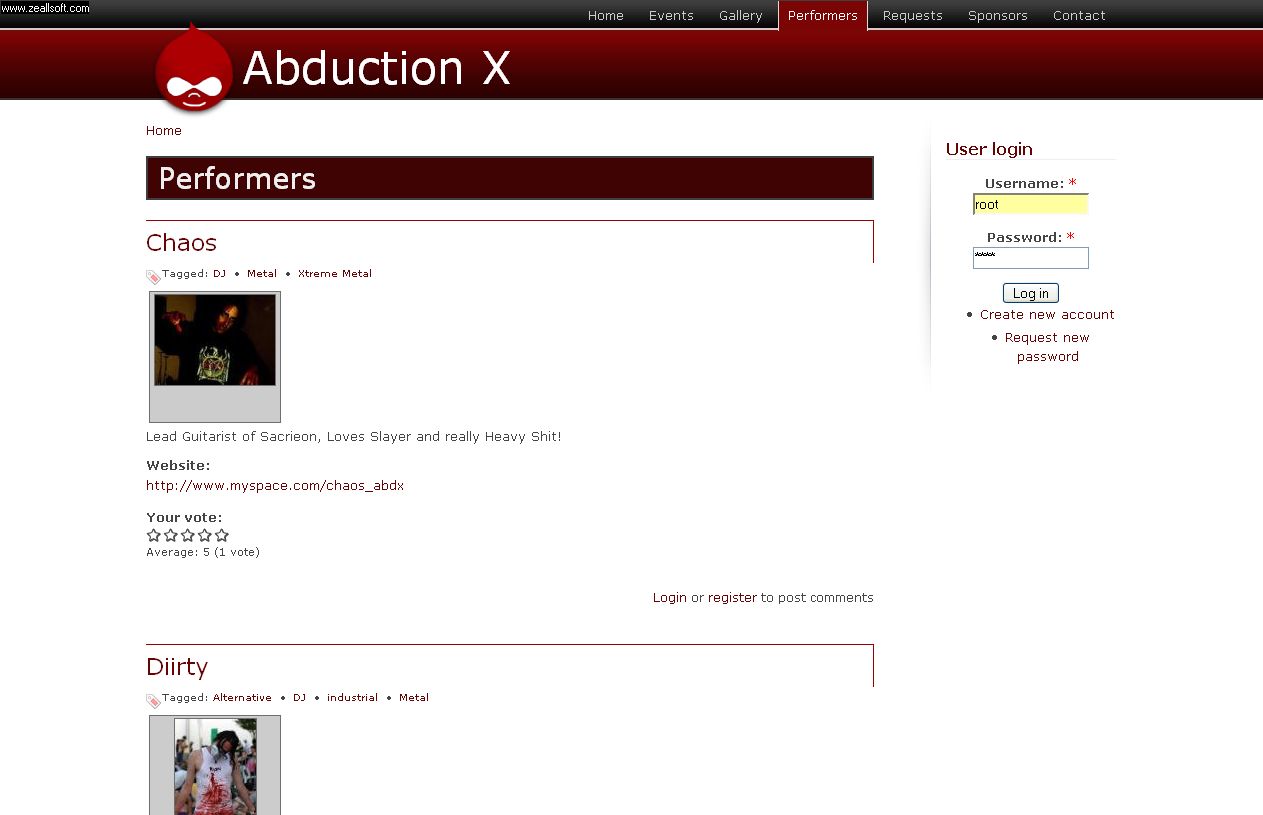 www.zeallsoft.com
Home Events Gallery Performers Requests Sponsors Contact
Abduction X
Home
Performers
Chaos
Tagged: DJ • Metal • Xtreme Metal
Lead Guitarist of Sacrieon, Loves Slayer and really Heavy Shit!
Website:
http://www.myspace.com/chaos_abdx
Your vote:
Average: 5 (1 vote)
Login or register to post comments
Diirty
Tagged: Alternative • DJ • industrial • Metal
User login
Username: *
root
Password: *
****
Log in
• Create new account
• Request new
password